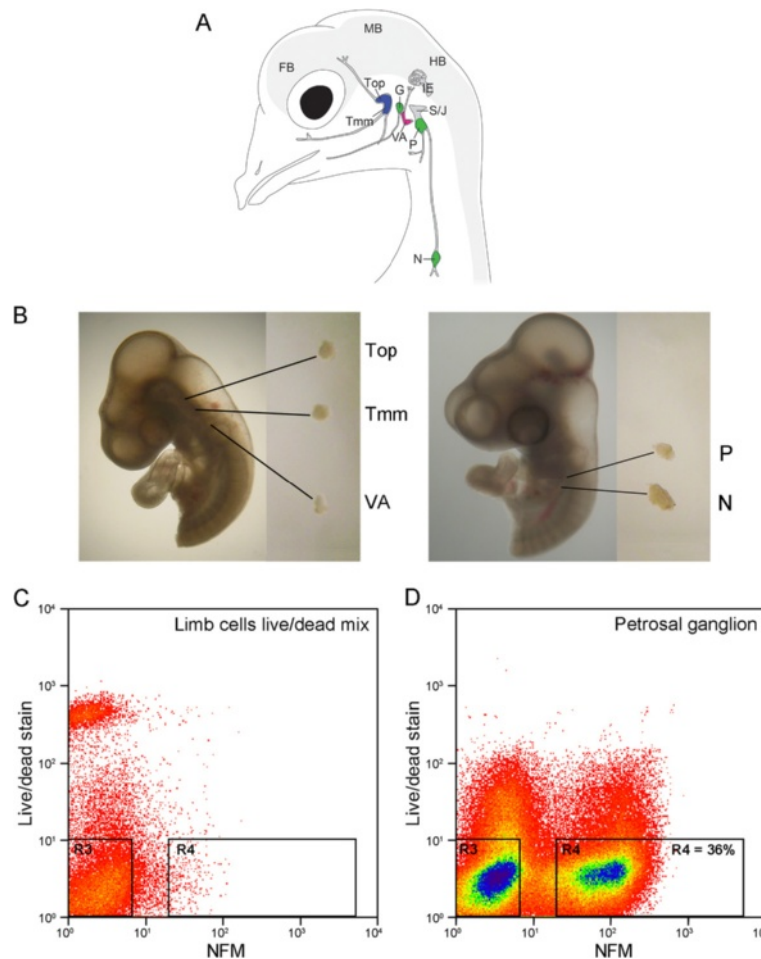 A
MB
FB
HB
Top
G
IE
Tmm
S/J
VA
P
N
B
Top
Tmm
VA
P
N
C
Limb cells live/dead mix
Live/dead stain
10⁴
10³
10²
10¹
10⁰
R3
R4
10⁰ 10¹ 10² 10³ 10⁴
NFM
D
Petrosal ganglion
Live/dead stain
10⁴
10³
10²
10¹
10⁰
R3
R4
R4 = 36%
10⁰ 10¹ 10² 10³
NFM